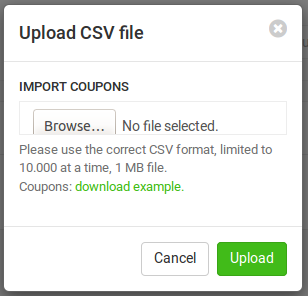 Upload CSV file
IMPORT COUPONS
Browse... No file selected.
Please use the correct CSV format, limited to
10.000 at a time, 1 MB file.
Coupons: download example.
Cancel Upload